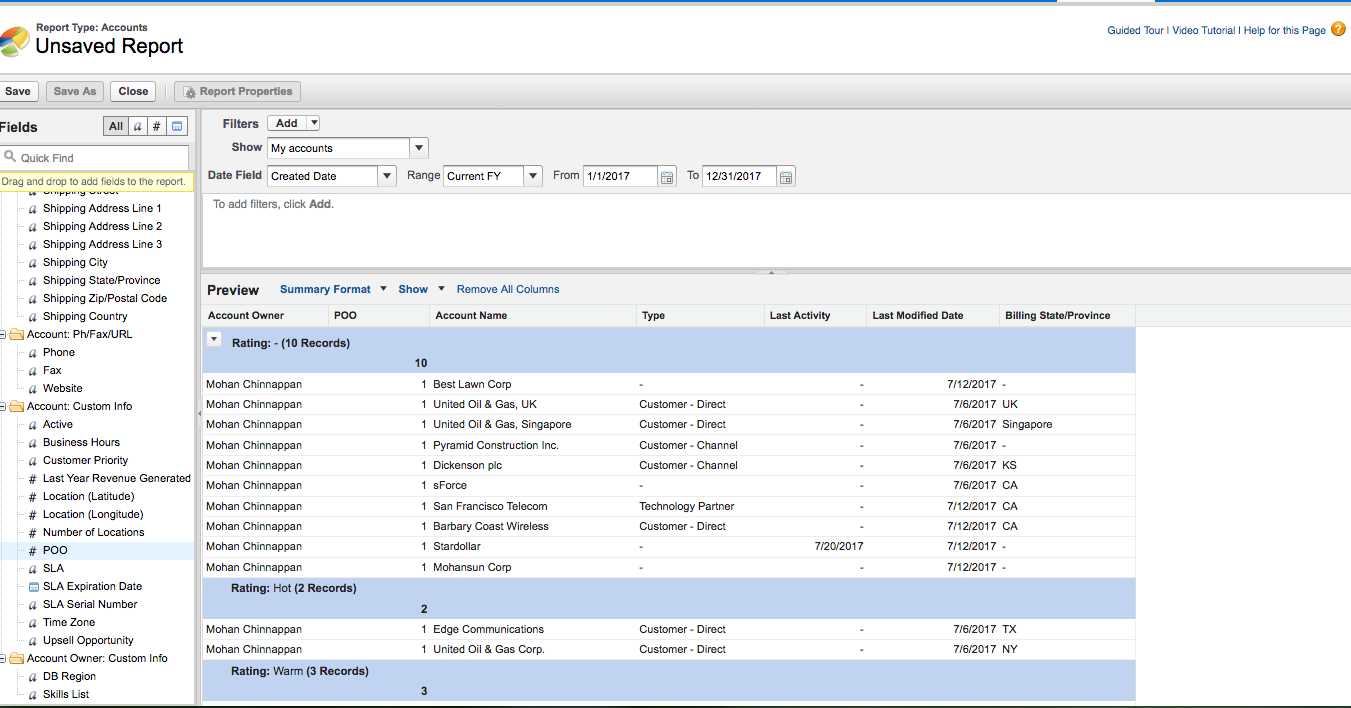 Report Type: Accounts
Unsaved Report
Guided Tour | Video Tutorial | Help for this Page ?
Save Save As Close Report Properties
Fields All a #
Quick Find
Drag and drop to add fields to the report.
Shipping Street
a Shipping Address Line 1
a Shipping Address Line 2
a Shipping Address Line 3
a Shipping City
a Shipping State/Province
a Shipping Zip/Postal Code
a Shipping Country
Account: Ph/Fax/URL
a Phone
a Fax
a Website
Account: Custom Info
a Active
a Business Hours
a Customer Priority
# Last Year Revenue Generated
# Location (Latitude)
# Location (Longitude)
# Number of Locations
# POO
a SLA
SLA Expiration Date
a SLA Serial Number
a Time Zone
a Upsell Opportunity
Account Owner: Custom Info
a DB Region
a Skills List
Filters Add
Show My accounts
Date Field Created Date Range Current FY From 1/1/2017 To 12/31/2017
To add filters, click Add.
Preview Summary Format Show Remove All Columns
Account Owner POO Account Name Type Last Activity Last Modified Date Billing State/Province
Rating: - (10 Records)
10
Mohan Chinnappan 1 Best Lawn Corp - - 7/12/2017 -
Mohan Chinnappan 1 United Oil & Gas, UK Customer - Direct - 7/6/2017 UK
Mohan Chinnappan 1 United Oil & Gas, Singapore Customer - Direct - 7/6/2017 Singapore
Mohan Chinnappan 1 Pyramid Construction Inc. Customer - Channel - 7/6/2017 -
Mohan Chinnappan 1 Dickenson plc Customer - Channel - 7/6/2017 KS
Mohan Chinnappan 1 sForce - - 7/6/2017 CA
Mohan Chinnappan 1 San Francisco Telecom Technology Partner - 7/12/2017 CA
Mohan Chinnappan 1 Barbary Coast Wireless Customer - Direct - 7/12/2017 CA
Mohan Chinnappan 1 Stardollar - 7/20/2017 7/12/2017 -
Mohan Chinnappan 1 Mohansun Corp - - 7/12/2017 -
Rating: Hot (2 Records)
2
Mohan Chinnappan 1 Edge Communications Customer - Direct - 7/6/2017 TX
Mohan Chinnappan 1 United Oil & Gas Corp. Customer - Direct - 7/6/2017 NY
Rating: Warm (3 Records)
3